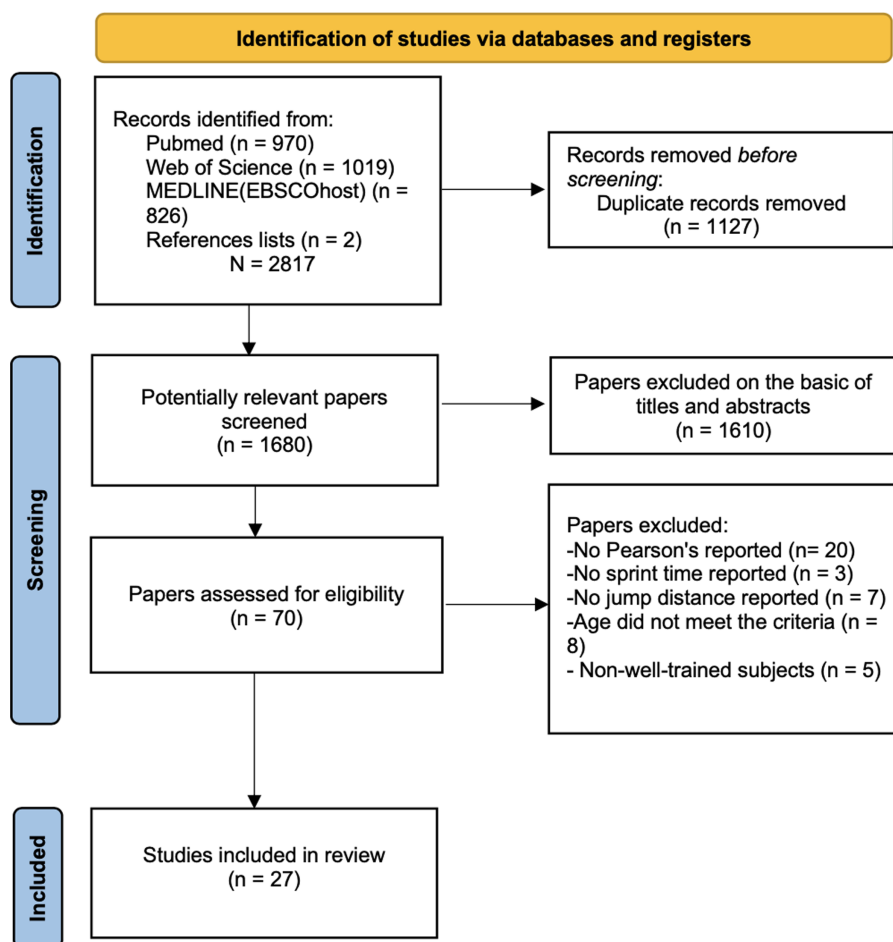 Identification of studies via databases and registers
Identification
Records identified from:
Pubmed (n = 970)
Web of Science (n = 1019)
MEDLINE(EBSCOhost) (n =
826)
References lists (n = 2)
N = 2817
Records removed before
screening:
Duplicate records removed
(n = 1127)
Screening
Potentially relevant papers
screened
(n = 1680)
Papers excluded on the basic of
titles and abstracts
(n = 1610)
Papers assessed for eligibility
(n = 70)
Papers excluded:
-No Pearson's reported (n= 20)
-No sprint time reported (n = 3)
-No jump distance reported (n = 7)
-Age did not meet the criteria (n =
8)
- Non-well-trained subjects (n = 5)
Included
Studies included in review
(n = 27)